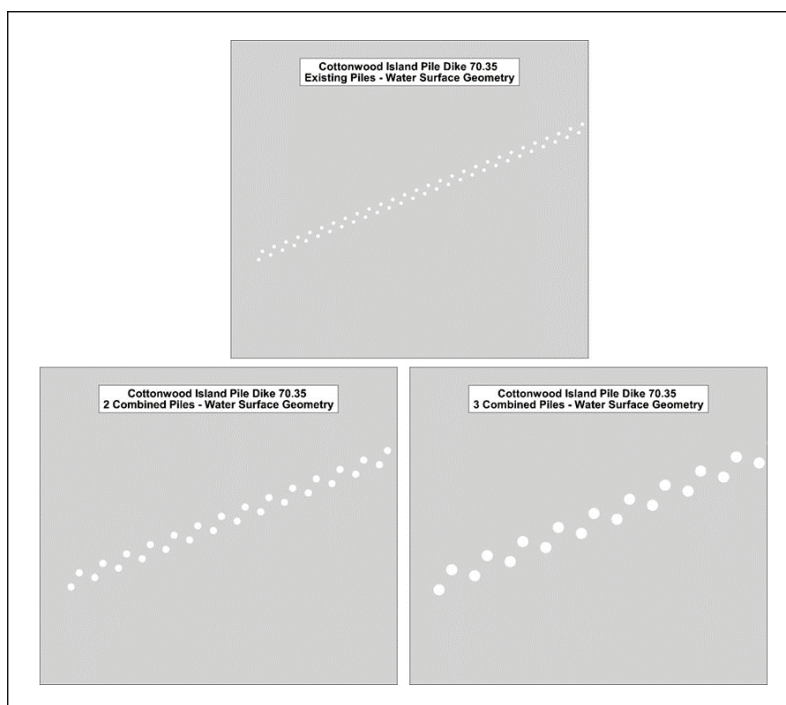 Cottonwood Island Pile Dike 70.35
Existing Piles - Water Surface Geometry
Cottonwood Island Pile Dike 70.35
2 Combined Piles - Water Surface Geometry
Cottonwood Island Pile Dike 70.35
3 Combined Piles - Water Surface Geometry